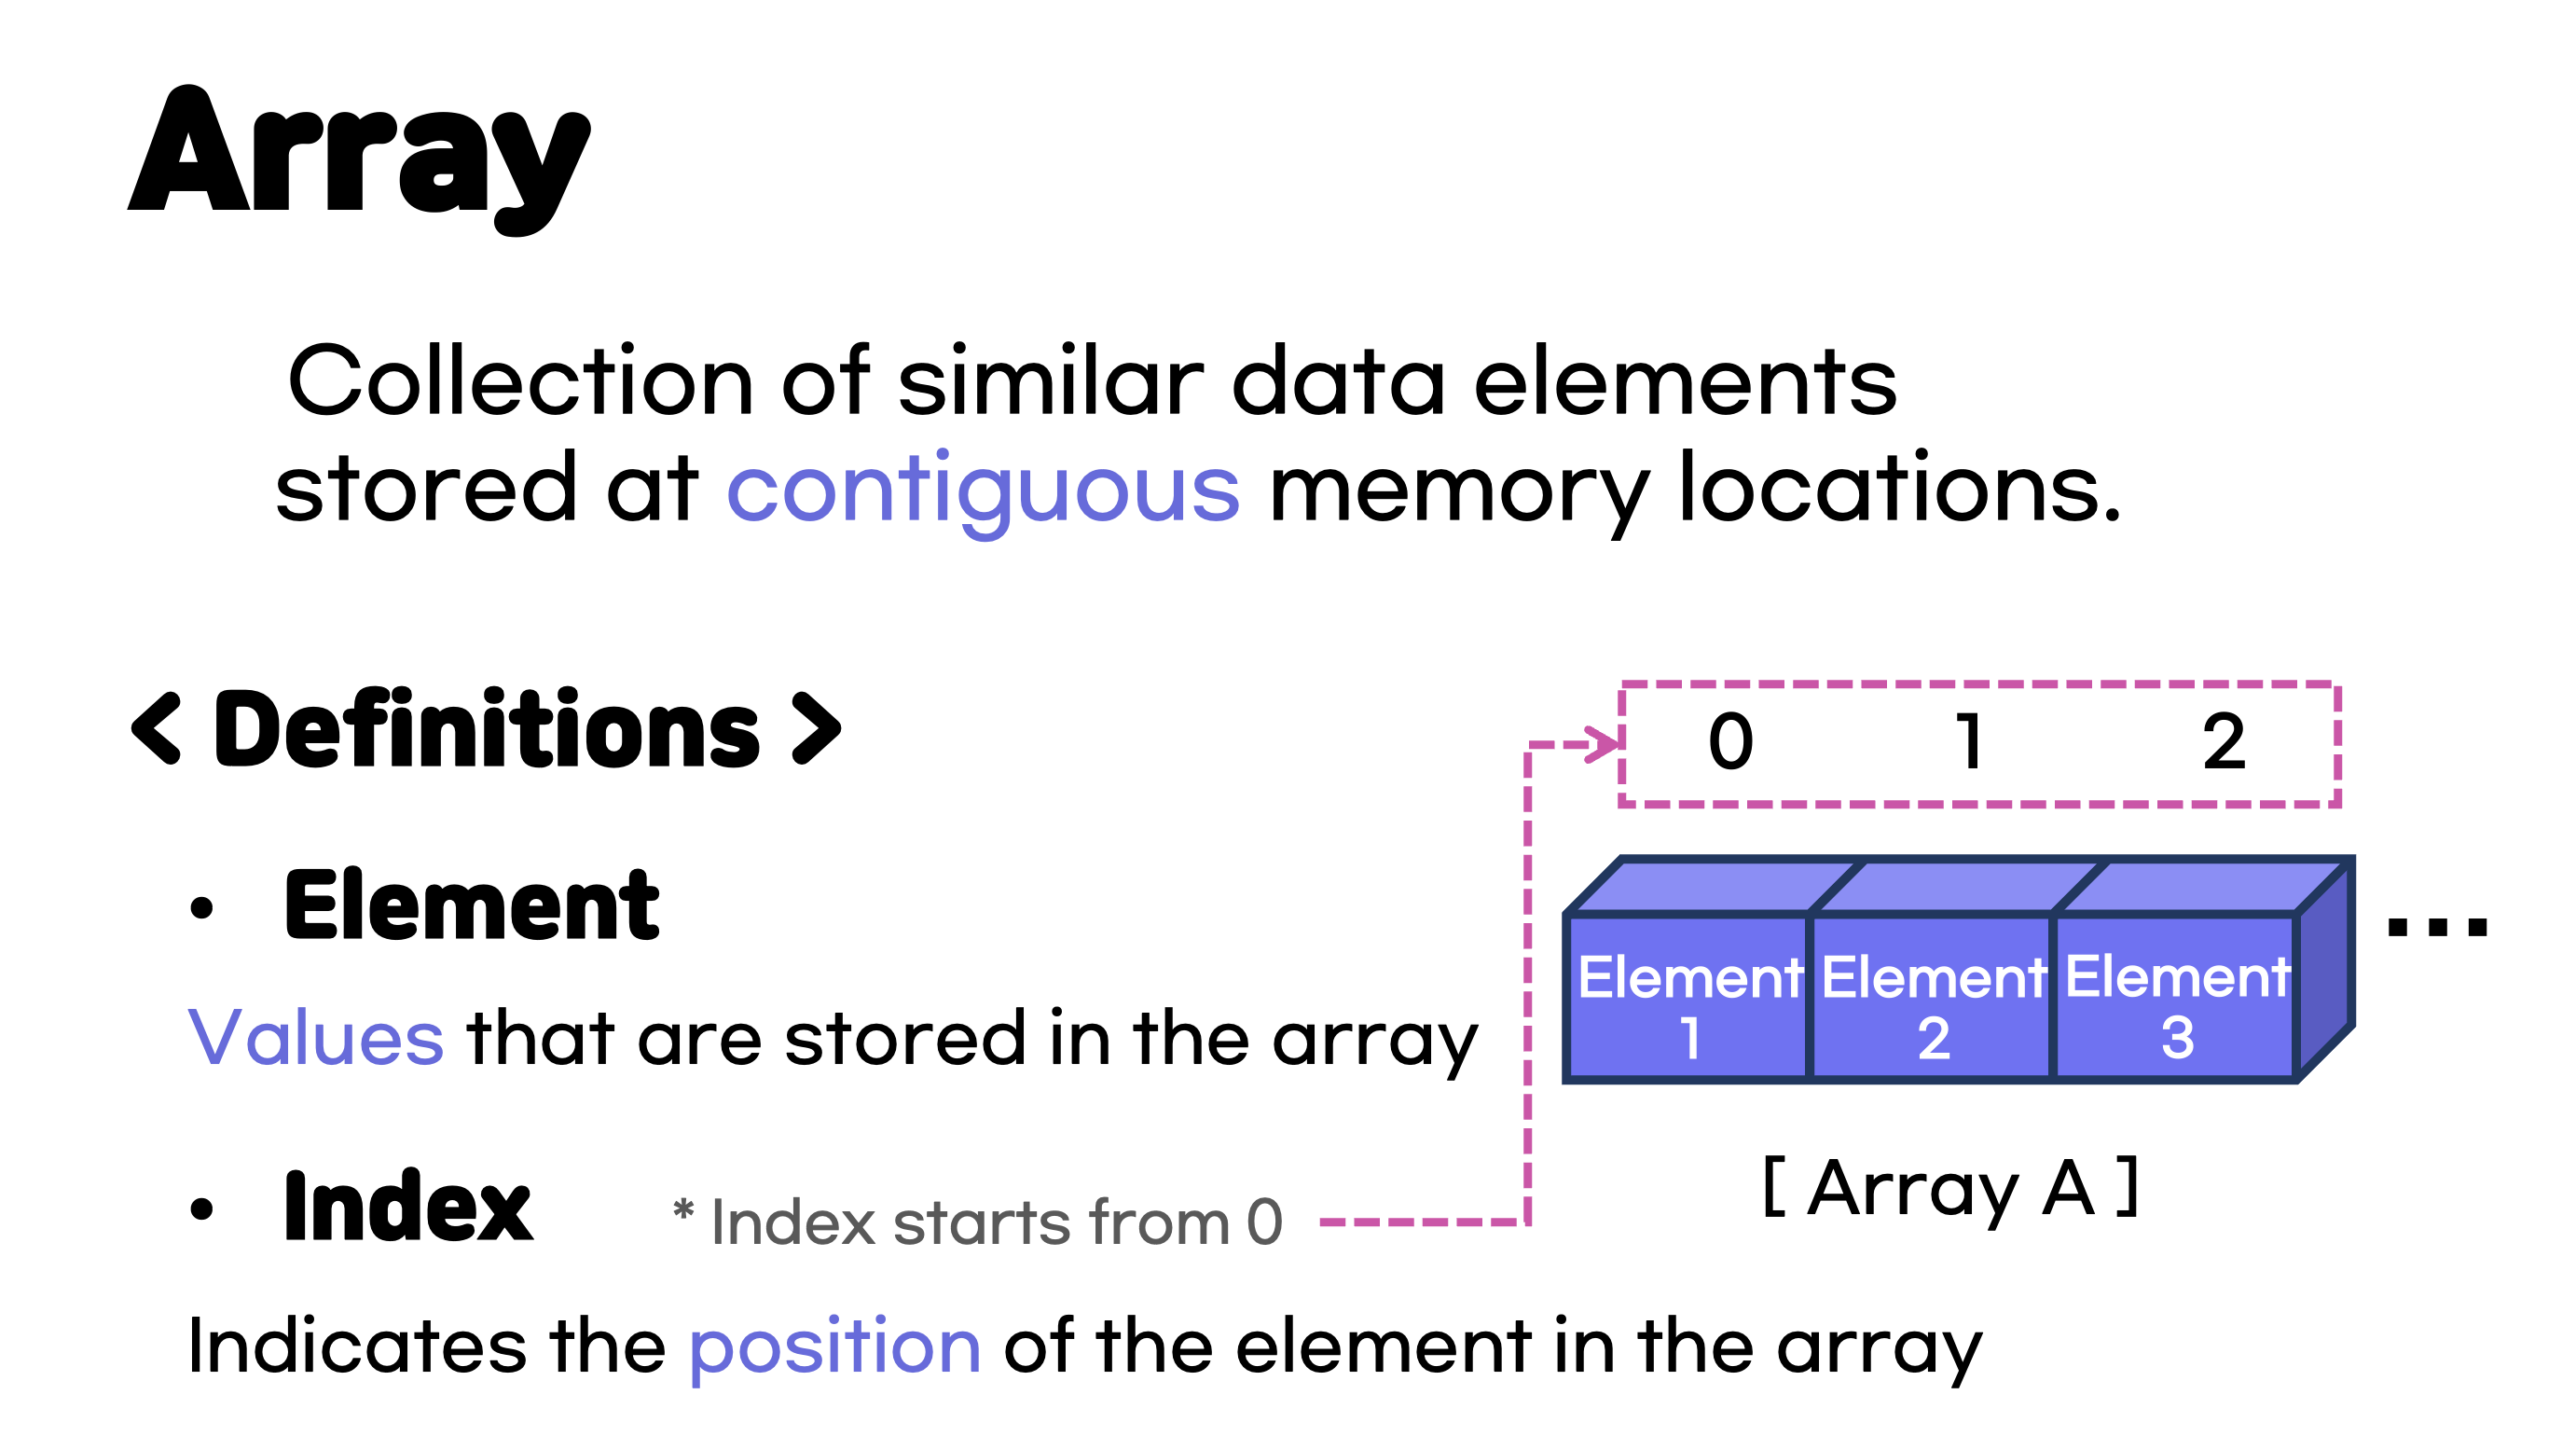 Array
Collection of similar data elements
stored at contiguous memory locations.
< Definitions >
• Element
Values that are stored in the array
• Index * Index starts from 0
Indicates the position of the element in the array
0 1 2
Element Element Element
1 2 3
...
[ Array A ]